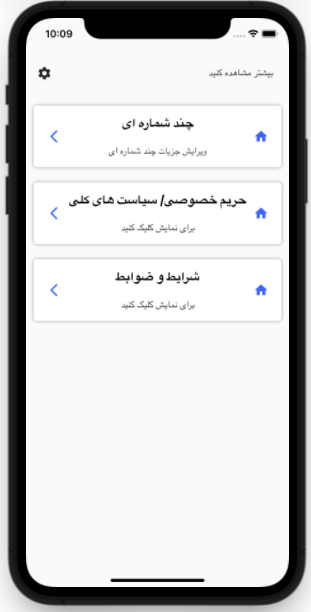 10:09
بیشتر مشاهده کنید
چند شماره ای
ویرایش جزیات چند شماره ای
حریم خصوصی/ سیاست های کلی
برای نمایش کلیک کنید
شرایط و ضوابط
برای نمایش کلیک کنید